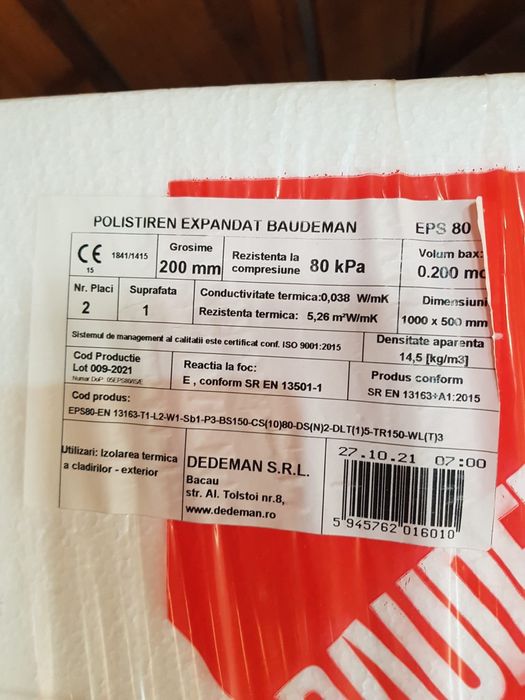 POLISTIREN EXPANDAT BAUDEMAN EPS 80
CE 1841/1415
15
Grosime
200 mm
Rezistenta la
compresiune 80 kPa
Volum bax:
0.200 mc
Nr. Placi
2
Suprafata
1
Conductivitate termica:0,038 W/mK
Rezistenta termica: 5,26 m²W/mK
Dimensiuni
1000 x 500 mm
Sistemul de management al calitatii este certificat conf. ISO 9001:2015
Densitate aparenta
14,5 [kg/m3]
Cod Productie
Lot 009-2021
Numar DoP: 05EPS80/S/E
Reactia la foc:
E , conform SR EN 13501-1
Produs conform
SR EN 13163+A1:2015
Cod produs:
EPS80-EN 13163-T1-L2-W1-Sb1-P3-BS150-CS(10)80-DS(N)2-DLT(1)5-TR150-WL(T)3
Utilizari: Izolarea termica
a cladirilor - exterior
DEDEMAN S.R.L.
Bacau
str. Al. Tolstoi nr.8,
www.dedeman.ro
27.10.21 07:00
5 945762 016010